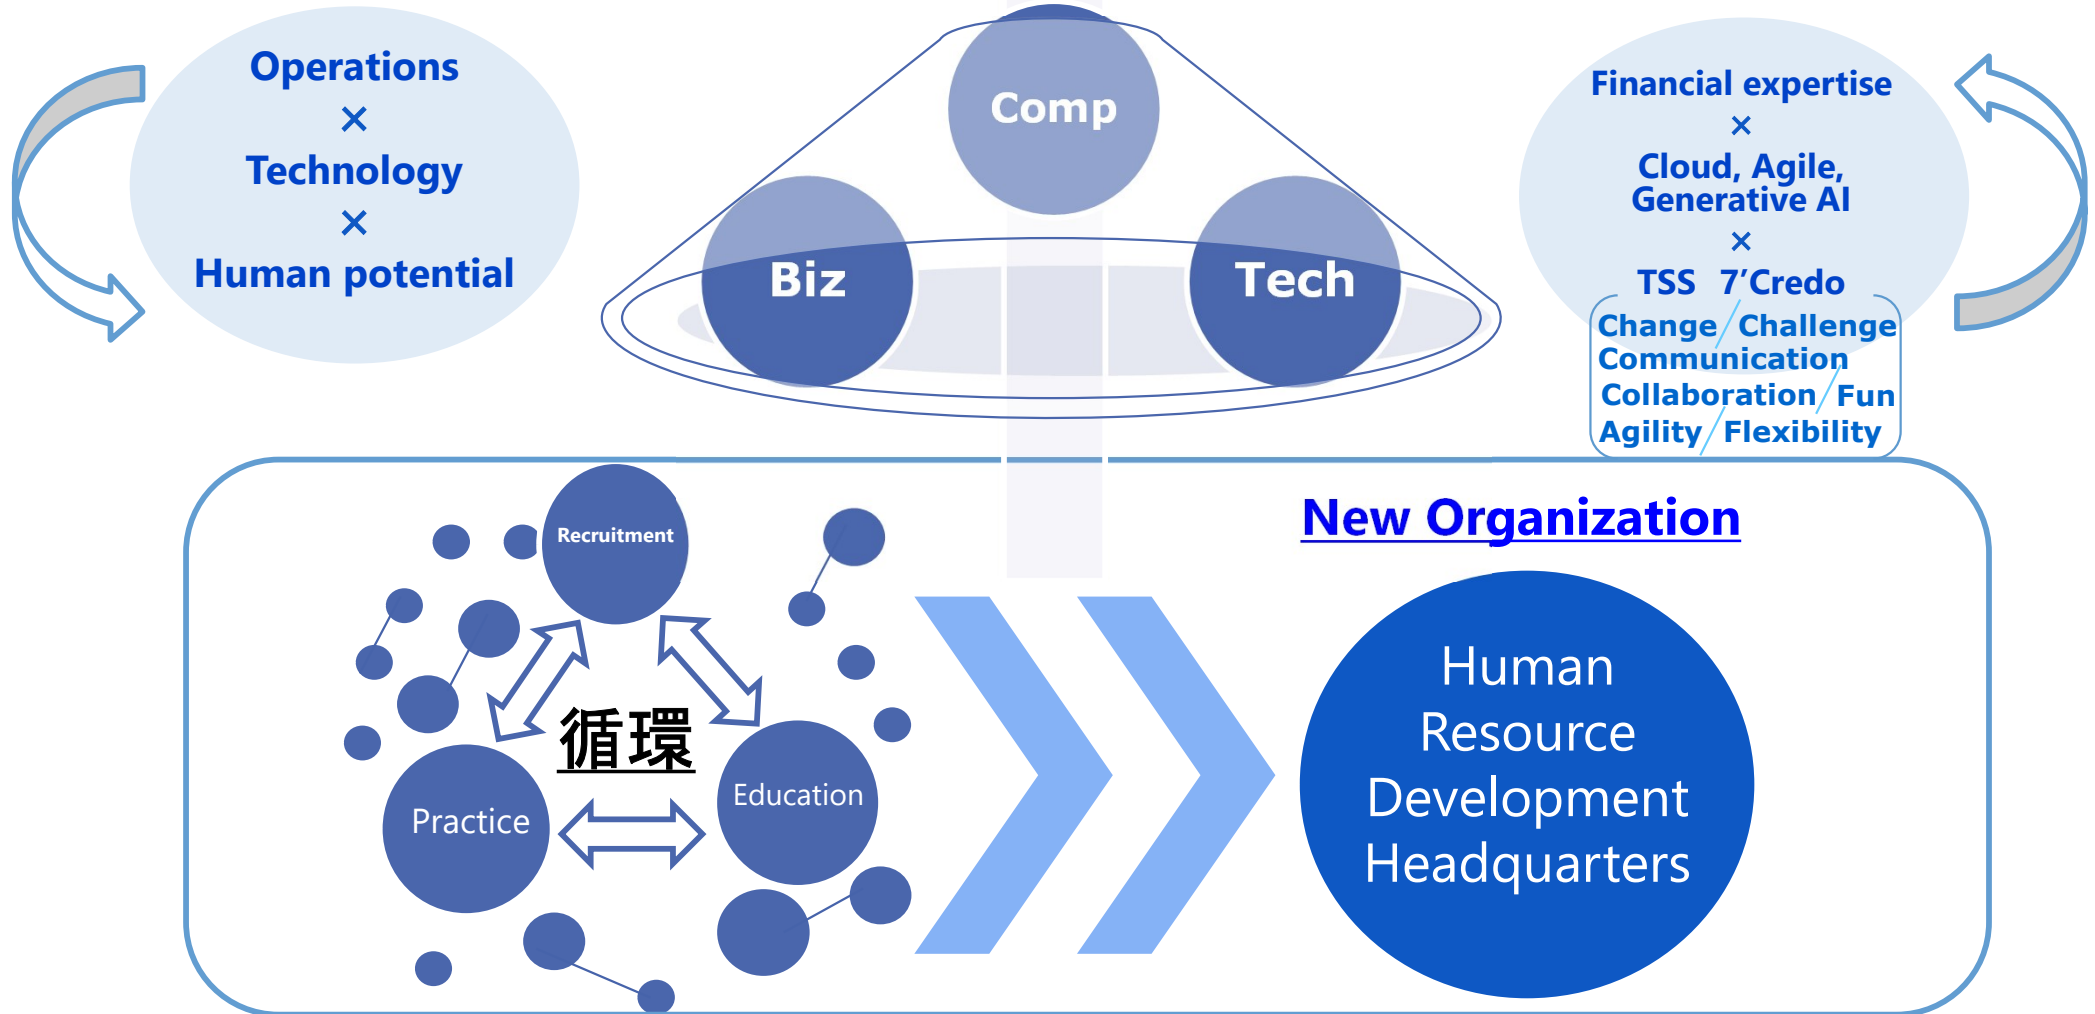 Operations
×
Technology
×
Human potential
Comp
Biz
Tech
Financial expertise
×
Cloud, Agile,
Generative AI
×
TSS 7’Credo
Change / Challenge
Communication
Collaboration / Fun
Agility / Flexibility
Recruitment
循環
Practice
Education
New Organization
Human
Resource
Development
Headquarters